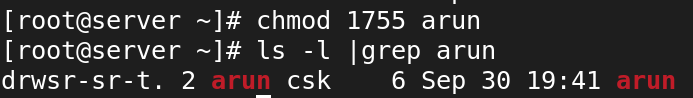 [root@server ~]# chmod 1755 arun
[root@server ~]# ls -l |grep arun
drwsr-sr-t. 2 arun csk    6 Sep 30 19:41 arun